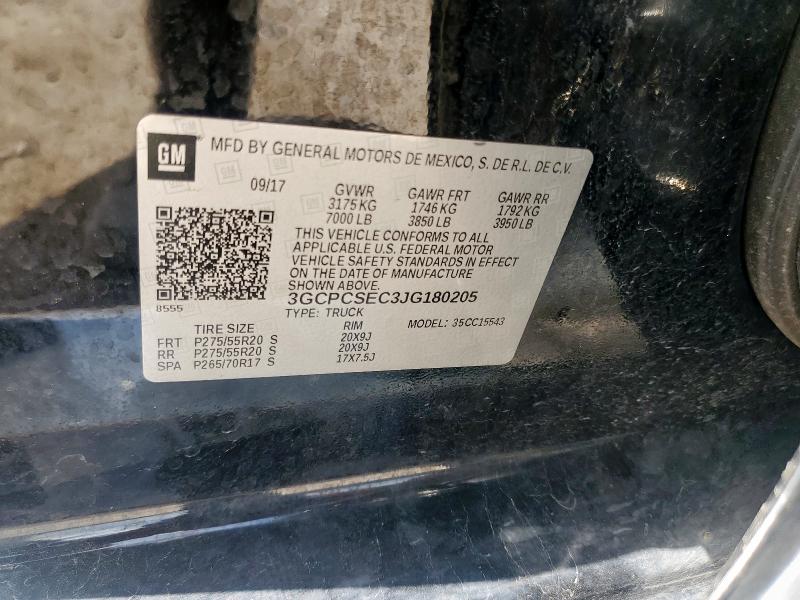 GM
MFD BY GENERAL MOTORS DE MEXICO, S. DE R.L. DE C.V.
09/17
GVWR GAWR FRT GAWR RR
3175 KG 1746 KG 1792 KG
7000 LB 3850 LB 3950 LB
THIS VEHICLE CONFORMS TO ALL
APPLICABLE U.S. FEDERAL MOTOR
VEHICLE SAFETY STANDARDS IN EFFECT
ON THE DATE OF MANUFACTURE
SHOWN ABOVE.
3GCPCSEC3JG180205
8555
TYPE: TRUCK MODEL: 35CC15543
TIRE SIZE RIM
FRT P275/55R20 S 20X9J
RR P275/55R20 S 20X9J
SPA P265/70R17 S 17X7.5J